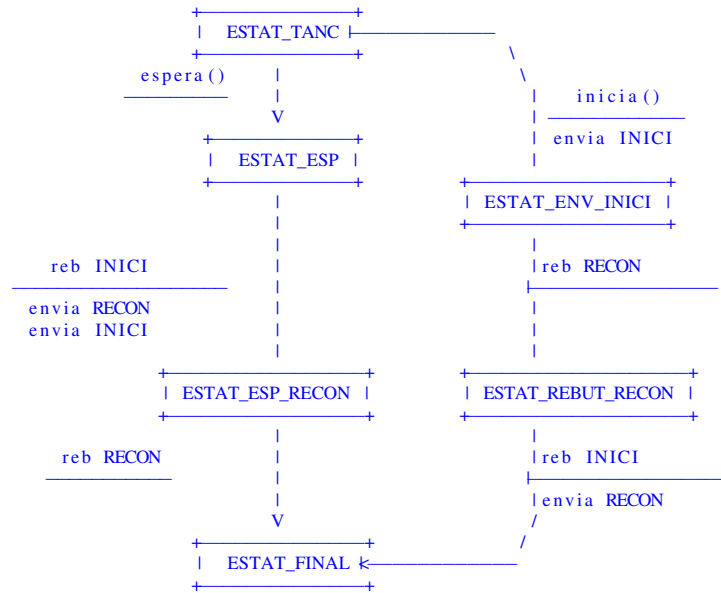 ESTAT_TANC
espera()
inicia()
envia INICI
ESTAT_ESP
ESTAT_ENV_INICI
reb INICI
reb RECON
envia RECON
envia INICI
ESTAT_ESP_RECON
ESTAT_REBUT_RECON
reb RECON
reb INICI
envia RECON
ESTAT_FINAL